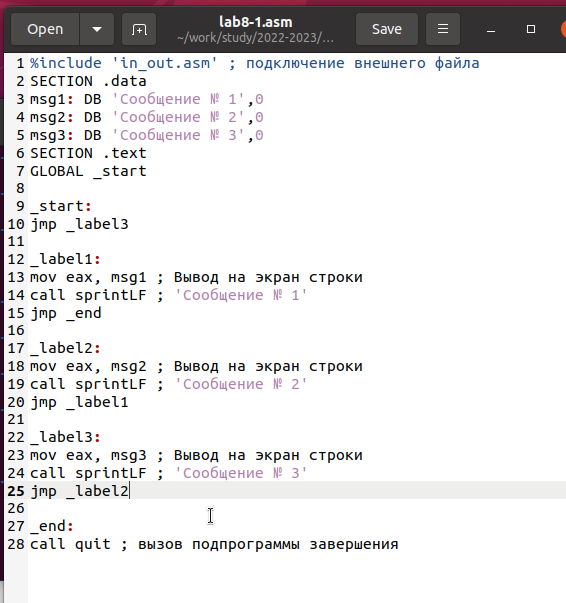 Open
lab8-1.asm
~/work/study/2022-2023/...
Save
1 %include 'in_out.asm' ; подключение внешнего файла
2 SECTION .data
3 msg1: DB 'Сообщение № 1',0
4 msg2: DB 'Сообщение № 2',0
5 msg3: DB 'Сообщение № 3',0
6 SECTION .text
7 GLOBAL _start
8
9 _start:
10 jmp _label3
11
12 _label1:
13 mov eax, msg1 ; Вывод на экран строки
14 call sprintLF ; 'Сообщение № 1'
15 jmp _end
16
17 _label2:
18 mov eax, msg2 ; Вывод на экран строки
19 call sprintLF ; 'Сообщение № 2'
20 jmp _label1
21
22 _label3:
23 mov eax, msg3 ; Вывод на экран строки
24 call sprintLF ; 'Сообщение № 3'
25 jmp _label2
26
27 _end:
28 call quit ; вызов подпрограммы завершения